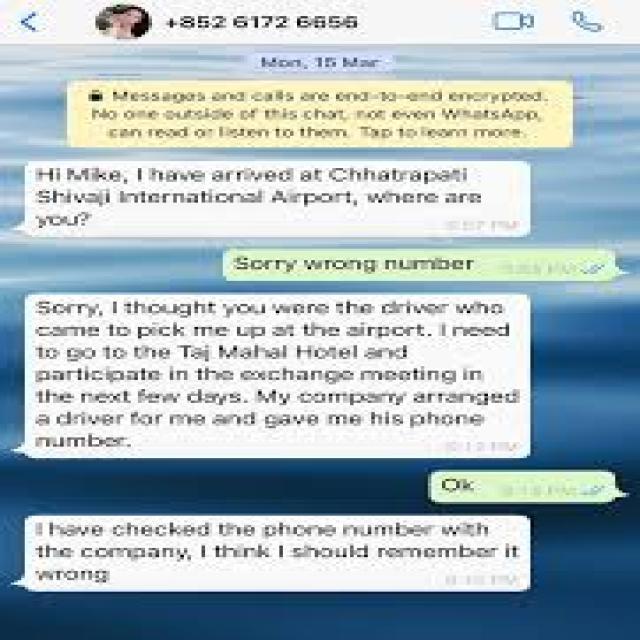 +852 6172 6656
Mon, 15 Mar
Messages and calls are end-to-end encrypted.
No one outside of this chat, not even WhatsApp,
can read or listen to them. Tap to learn more.
Hi Mike, I have arrived at Chhatrapati
Shivaji International Airport, where are
you?
Sorry wrong number
Sorry, I thought you were the driver who
came to pick me up at the airport. I need
to go to the Taj Mahal Hotel and
participate in the exchange meeting in
the next few days. My company arranged
a driver for me and gave me his phone
number.
Ok
I have checked the phone number with
the company, I think I should remember it
wrong